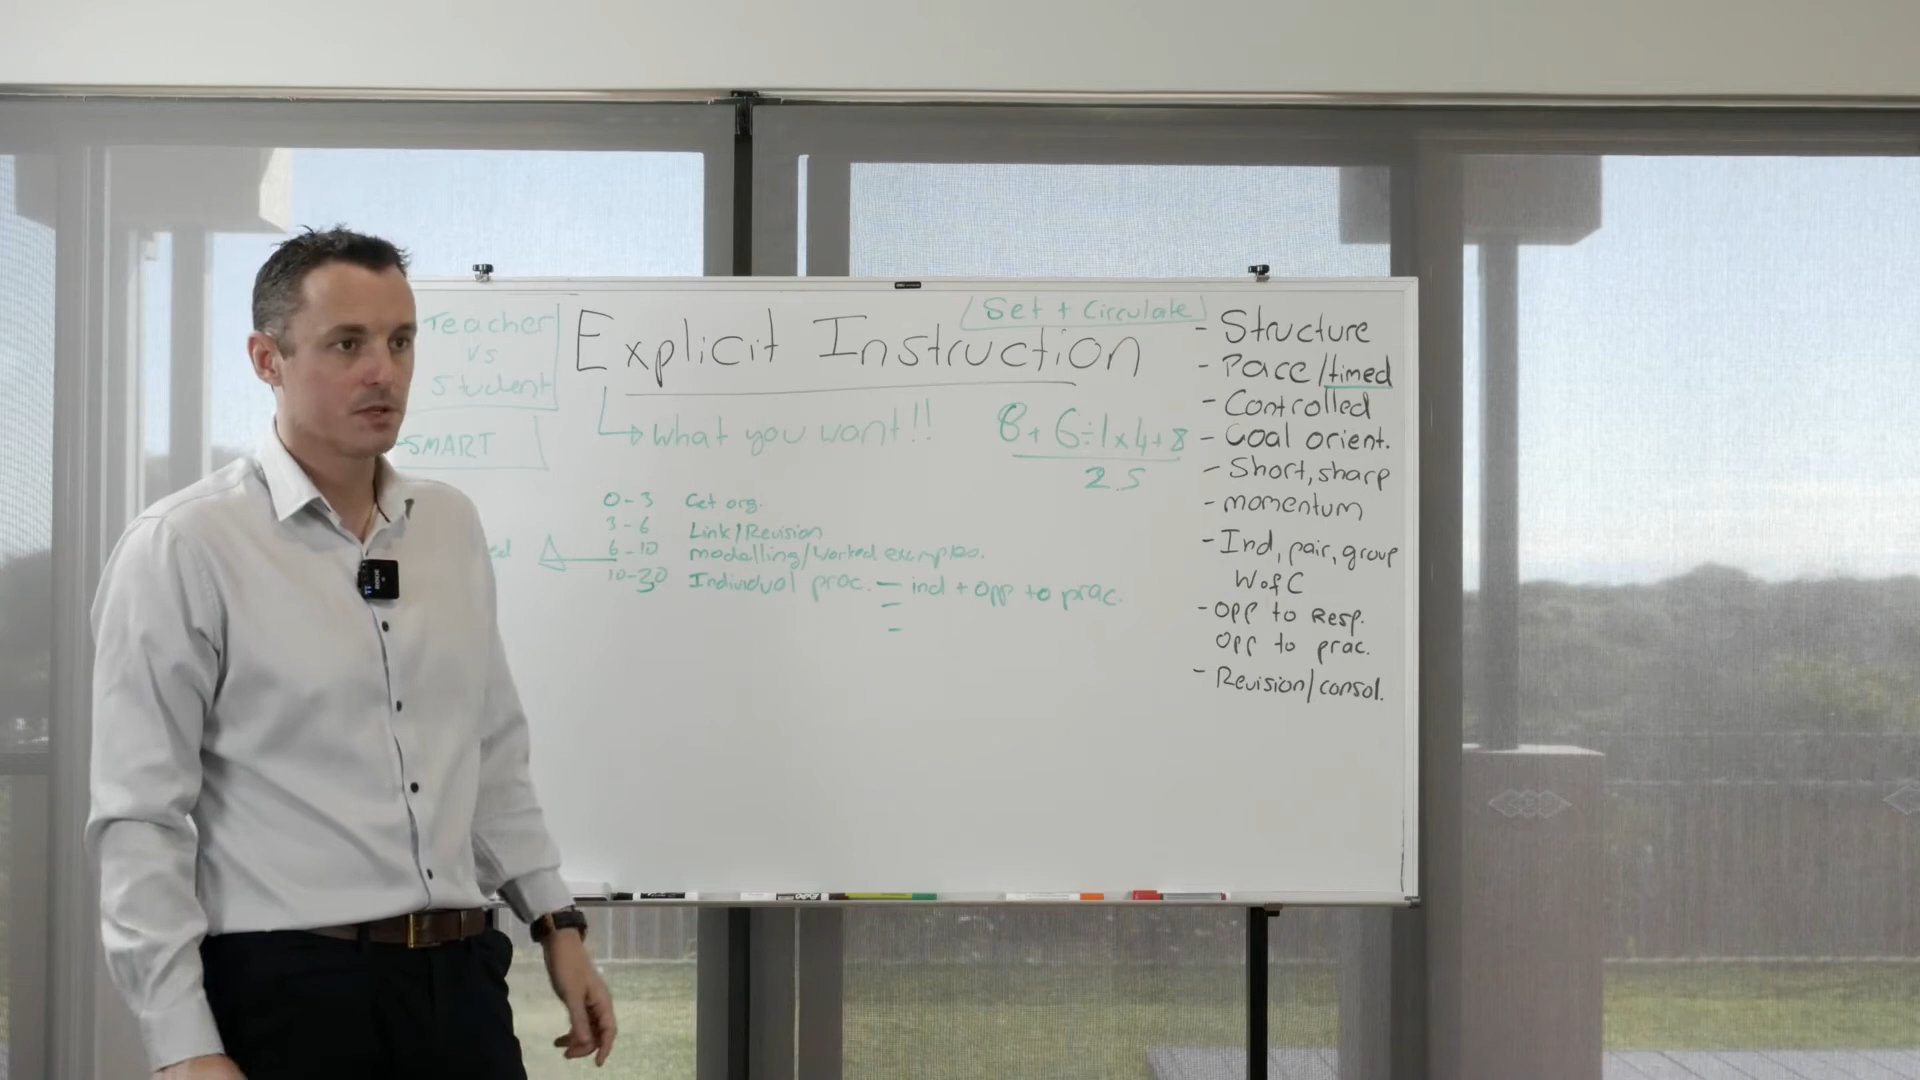 Teacher
vs
Student
SMART
Explicit Instruction
Set + Circulate
What you want!!
8 + 6 ÷ 1 x 4 + 8
2.5
0-3 Get org.
3-6 Link/Revision
6-10 modelling/worked examples.
10-30 Individual prac. - ind + opp to prac.
-
-
- Structure
- Pace/timed
- Controlled
- Goal orient.
- Short, sharp
- momentum
- Ind, pair, group
WofC
- Opp to Resp.
Opp to prac.
- Revision/consol.